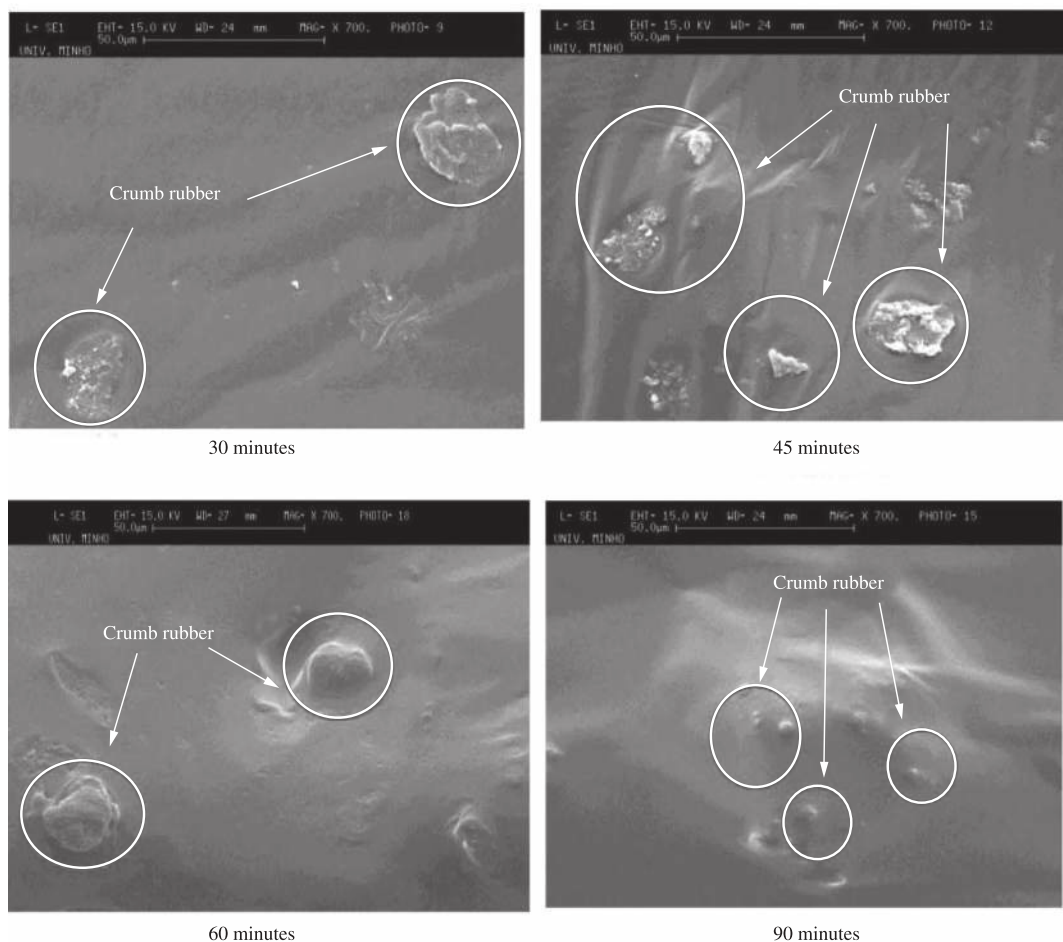 L- SE1 EHT- 15.0 KV WD- 24 mm MAG- X 700. PHOTO- 9
50.0μm
UNIV. MINHO
Crumb rubber
30 minutes
L- SE1 EHT- 15.0 KV WD- 24 mm MAG- X 700. PHOTO- 12
50.0μm
UNIV. MINHO
Crumb rubber
45 minutes
L- SE1 EHT- 15.0 KV WD- 27 mm MAG- X 700. PHOTO- 18
50.0μm
UNIV. MINHO
Crumb rubber
60 minutes
L- SE1 EHT- 15.0 KV WD- 24 mm MAG- X 700. PHOTO- 15
50.0μm
UNIV. MINHO
Crumb rubber
90 minutes